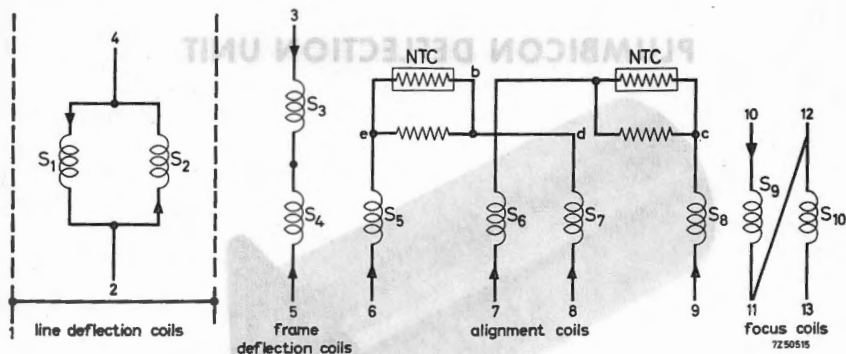 PLUMBICON DEFLECTION UNIT
3
4
NTC
b
NTC
S3
10
12
S1
S2
e
d
c
S9
S4
S5
S6
S7
S8
S10
2
1
5
6
7
8
9
11
13
line deflection coils
frame
deflection coils
alignment coils
focus coils
7Z50515